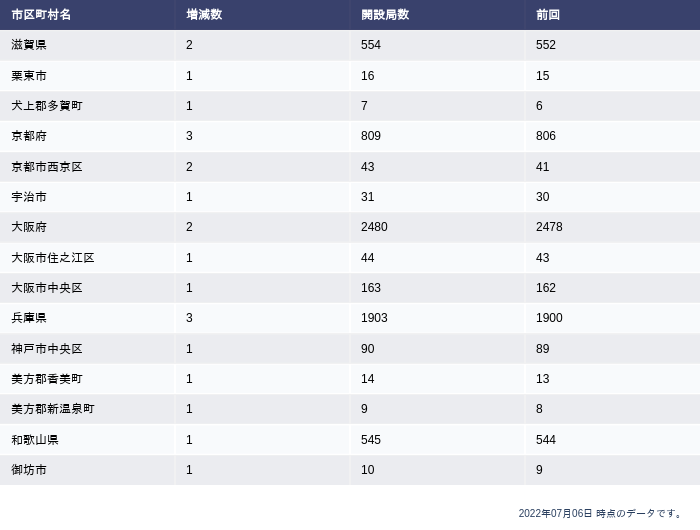 市区町村名 増減数 開設局数 前回
滋賀県 2 554 552
栗東市 1 16 15
犬上郡多賀町 1 7 6
京都府 3 809 806
京都市西京区 2 43 41
宇治市 1 31 30
大阪府 2 2480 2478
大阪市住之江区 1 44 43
大阪市中央区 1 163 162
兵庫県 3 1903 1900
神戸市中央区 1 90 89
美方郡香美町 1 14 13
美方郡新温泉町 1 9 8
和歌山県 1 545 544
御坊市 1 10 9
2022年07月06日 時点のデータです。